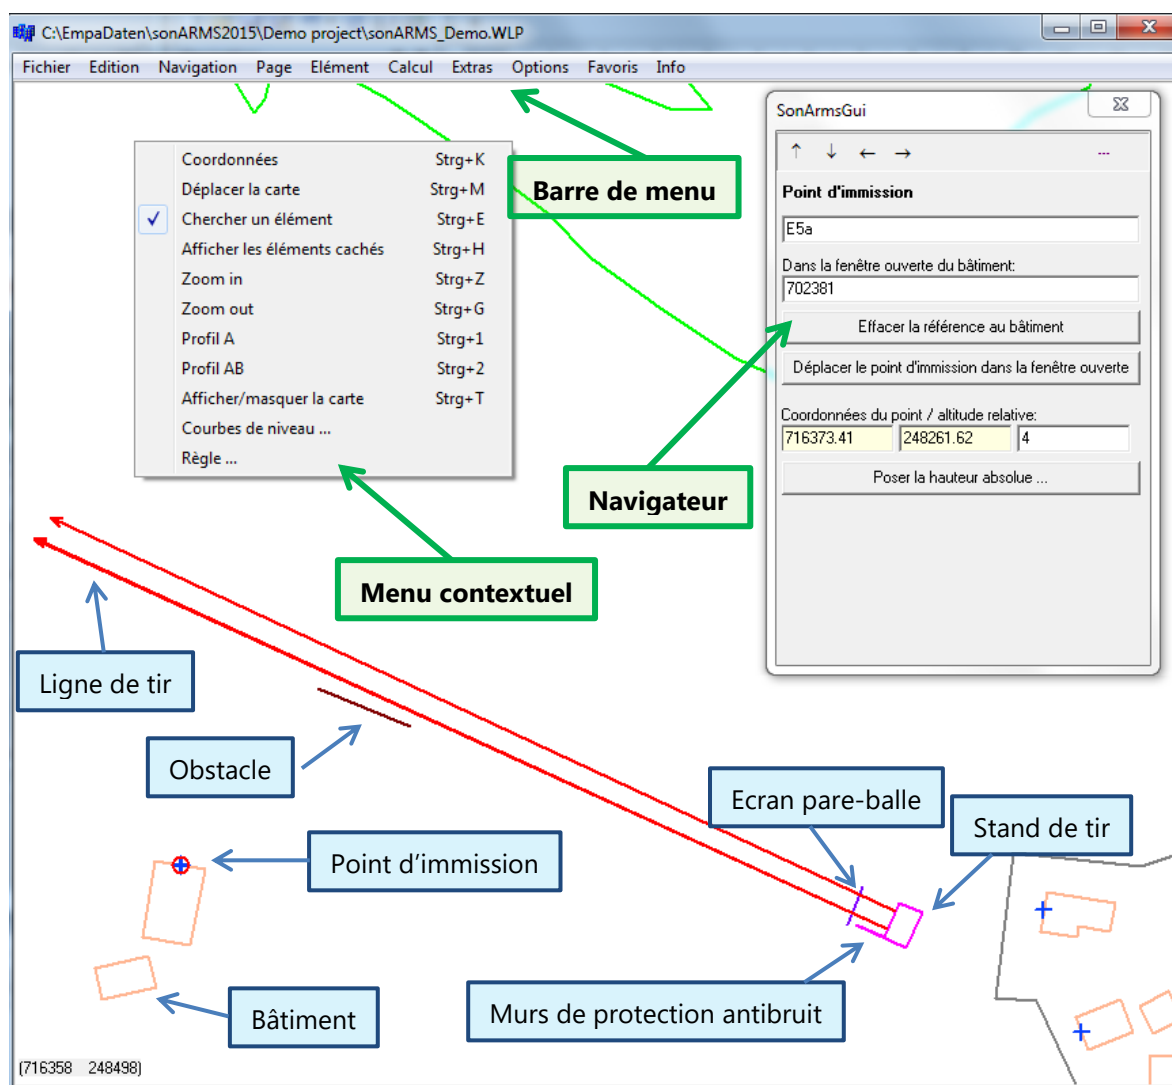 C:\EmpaDaten\sonARMS2015\Demo project\sonARMS_Demo.WLP
Fichier Edition Navigation Page Elément Calcul Extras Options Favoris Info
Coordonnées Strg+K
Déplacer la carte Strg+M
Chercher un élément Strg+E
Afficher les éléments cachés Strg+H
Zoom in Strg+Z
Zoom out Strg+G
Profil A Strg+1
Profil AB Strg+2
Afficher/masquer la carte Strg+T
Courbes de niveau ...
Règle ...
Barre de menu
SonArmsGui
---
Point d'immission
E5a
Dans la fenêtre ouverte du bâtiment:
702381
Effacer la référence au bâtiment
Déplacer le point d'immission dans la fenêtre ouverte
Coordonnées du point / altitude relative:
716373.41 248261.62 4
Poser la hauteur absolue ...
Navigateur
Menu contextuel
Ligne de tir
Obstacle
Ecran pare-balle
Stand de tir
Point d’immission
Bâtiment
Murs de protection antibruit
(716358 248498)